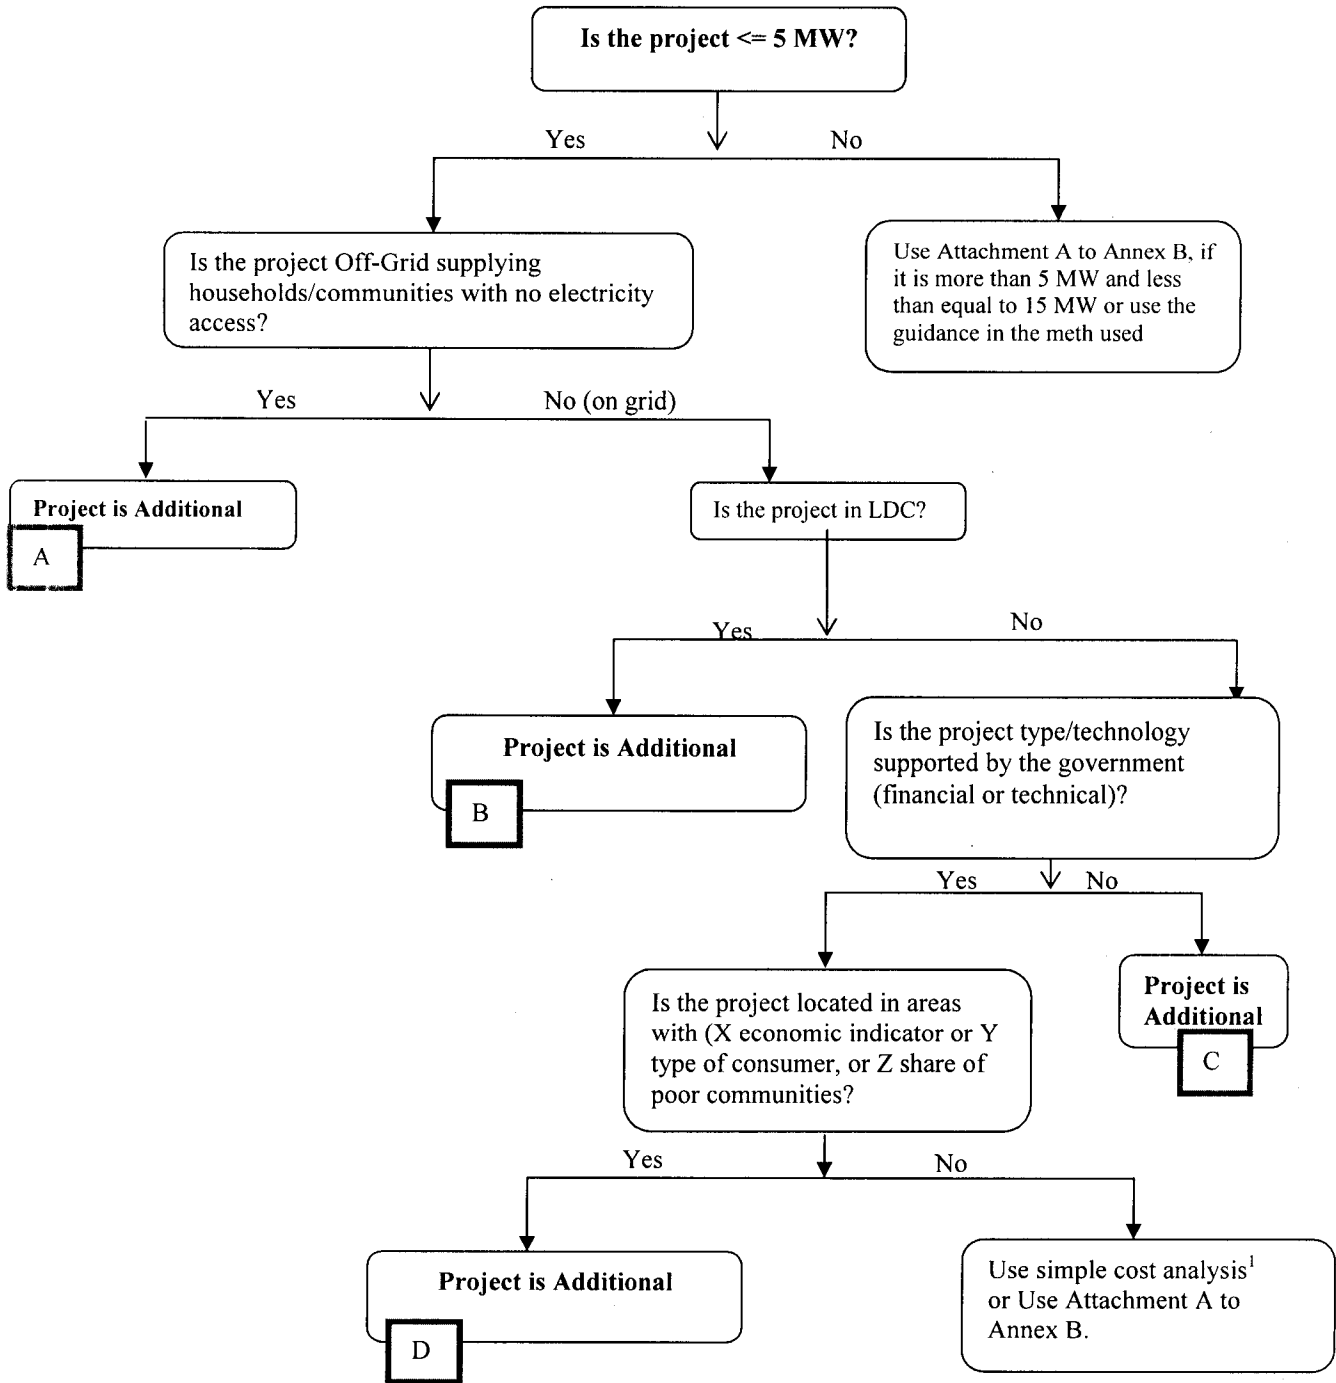 Is the project <= 5 MW?
Yes
No
Is the project Off-Grid supplying
households/communities with no electricity
access?
Use Attachment A to Annex B, if
it is more than 5 MW and less
than equal to 15 MW or use the
guidance in the meth used
Yes
No (on grid)
Project is Additional
A
Is the project in LDC?
Yes
No
Project is Additional
B
Is the project type/technology
supported by the government
(financial or technical)?
Yes
No
Is the project located in areas
with (X economic indicator or Y
type of consumer, or Z share of
poor communities?
Project is
Additional
C
Yes
No
Project is Additional
D
Use simple cost analysis¹
or Use Attachment A to
Annex B.